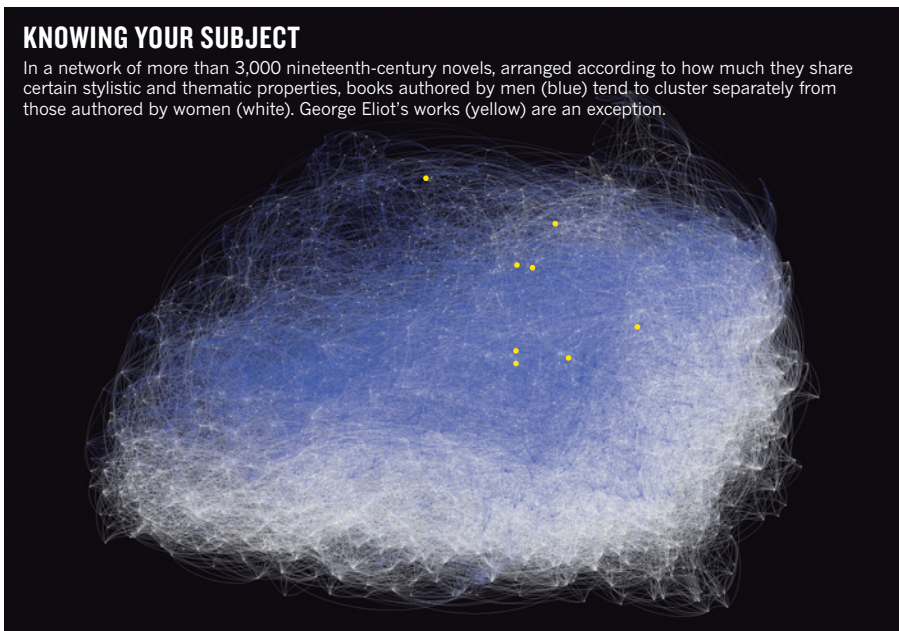 KNOWING YOUR SUBJECT
In a network of more than 3,000 nineteenth-century novels, arranged according to how much they share
certain stylistic and thematic properties, books authored by men (blue) tend to cluster separately from
those authored by women (white). George Eliot’s works (yellow) are an exception.